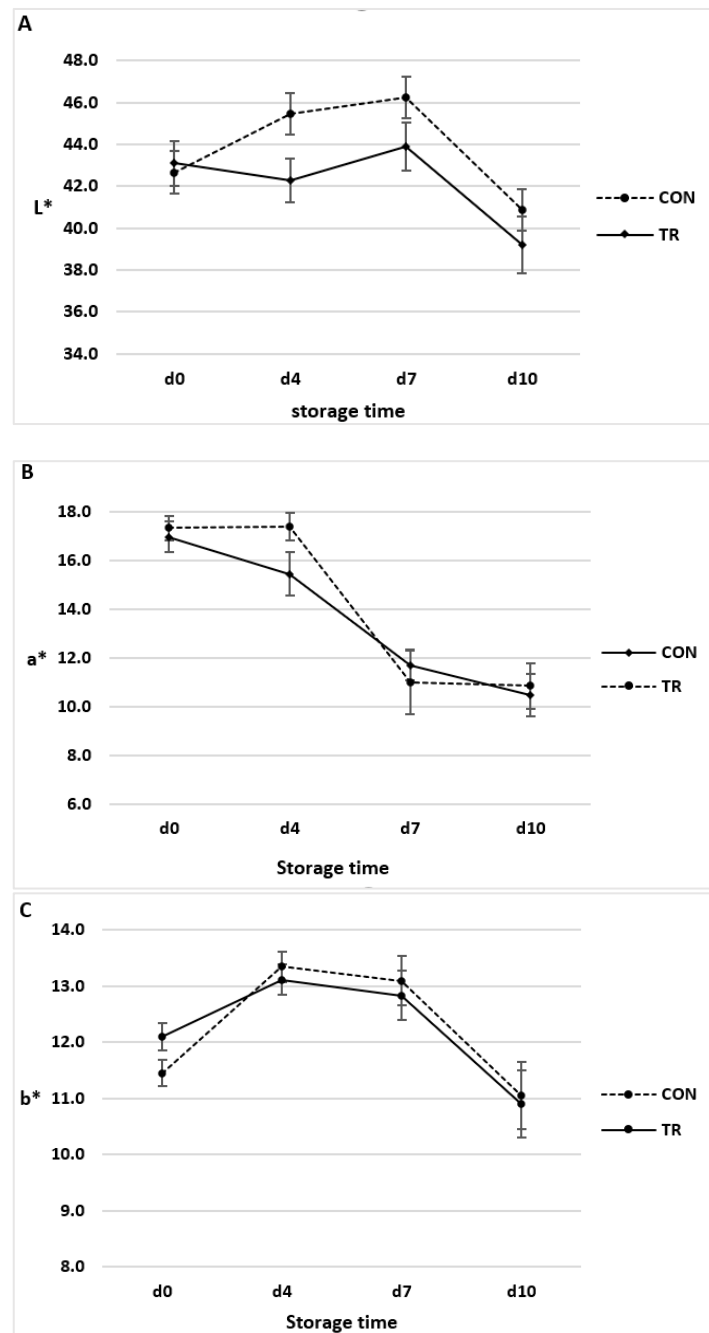 A
48.0
46.0
44.0
42.0
40.0
38.0
36.0
34.0
L*
CON
TR
d0 d4 d7 d10
storage time
B
18.0
16.0
14.0
12.0
10.0
8.0
6.0
a*
CON
TR
d0 d4 d7 d10
Storage time
C
14.0
13.0
12.0
11.0
10.0
9.0
8.0
b*
CON
TR
d0 d4 d7 d10
Storage time